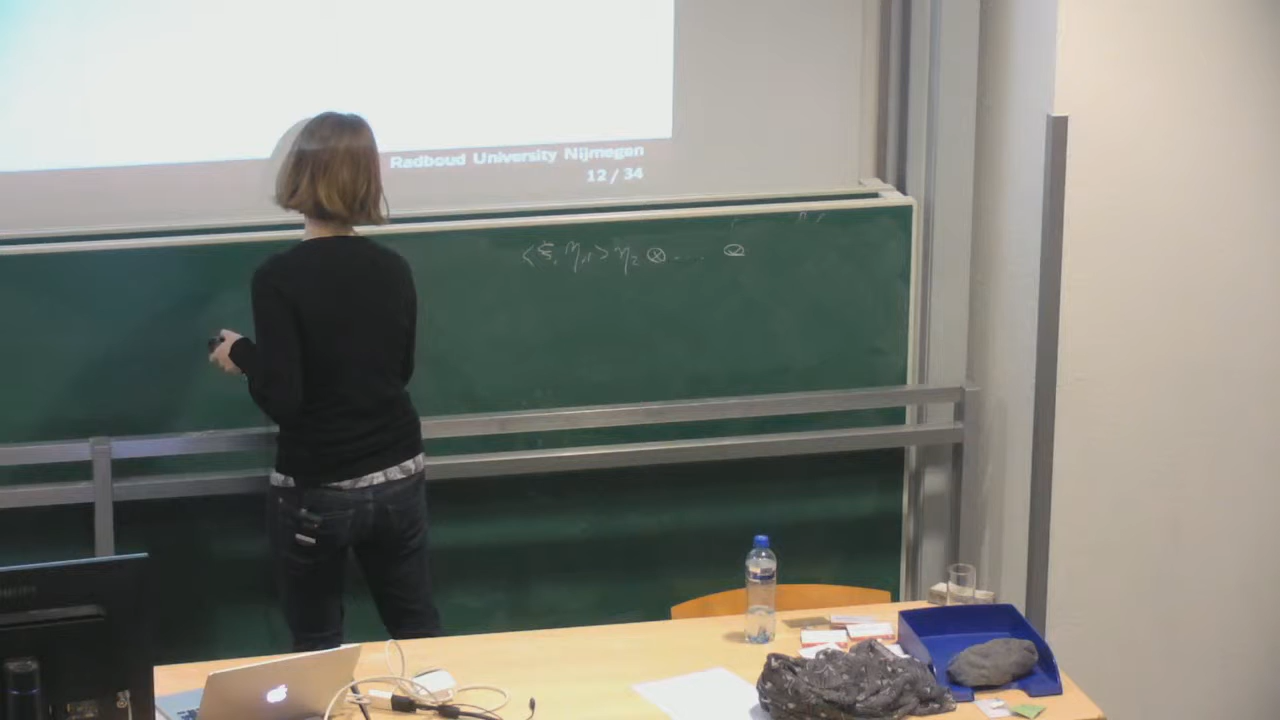 Radboud University Nijmegen
12 / 34
<ξ, η₁> η₂ ⊗ .... ⊗